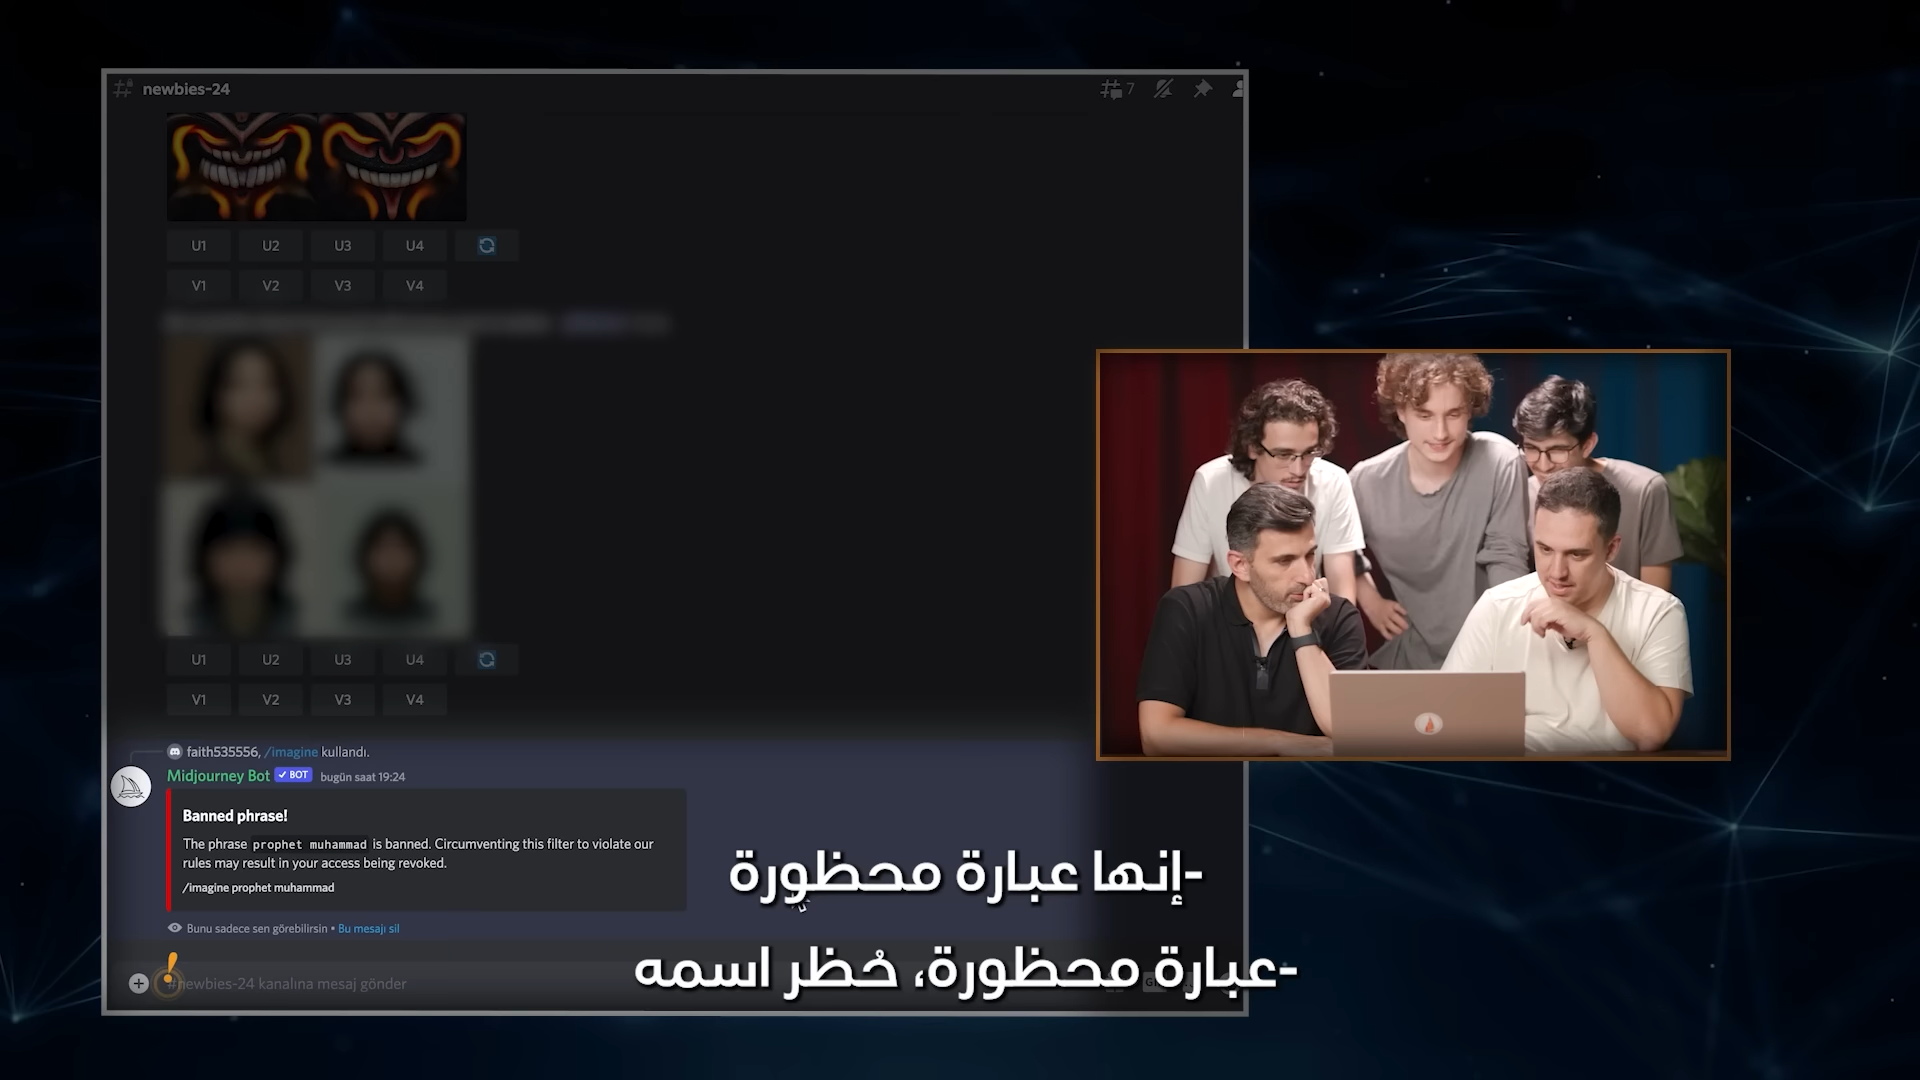 newbies-24
7
U1 U2 U3 U4
V1 V2 V3 V4
U1 U2 U3 U4
V1 V2 V3 V4
faith535556, /imagine kullandı.
Midjourney Bot BOT bugün saat 19:24
Banned phrase!
The phrase prophet muhammad is banned. Circumventing this filter to violate our
rules may result in your access being revoked.
/imagine prophet muhammad
Bunu sadece sen görebilirsin • Bu mesajı sil
#newbies-24 kanalına mesaj gönder
-إنها عبارة محظورة
-عبارة محظورة، حُظر اسمه